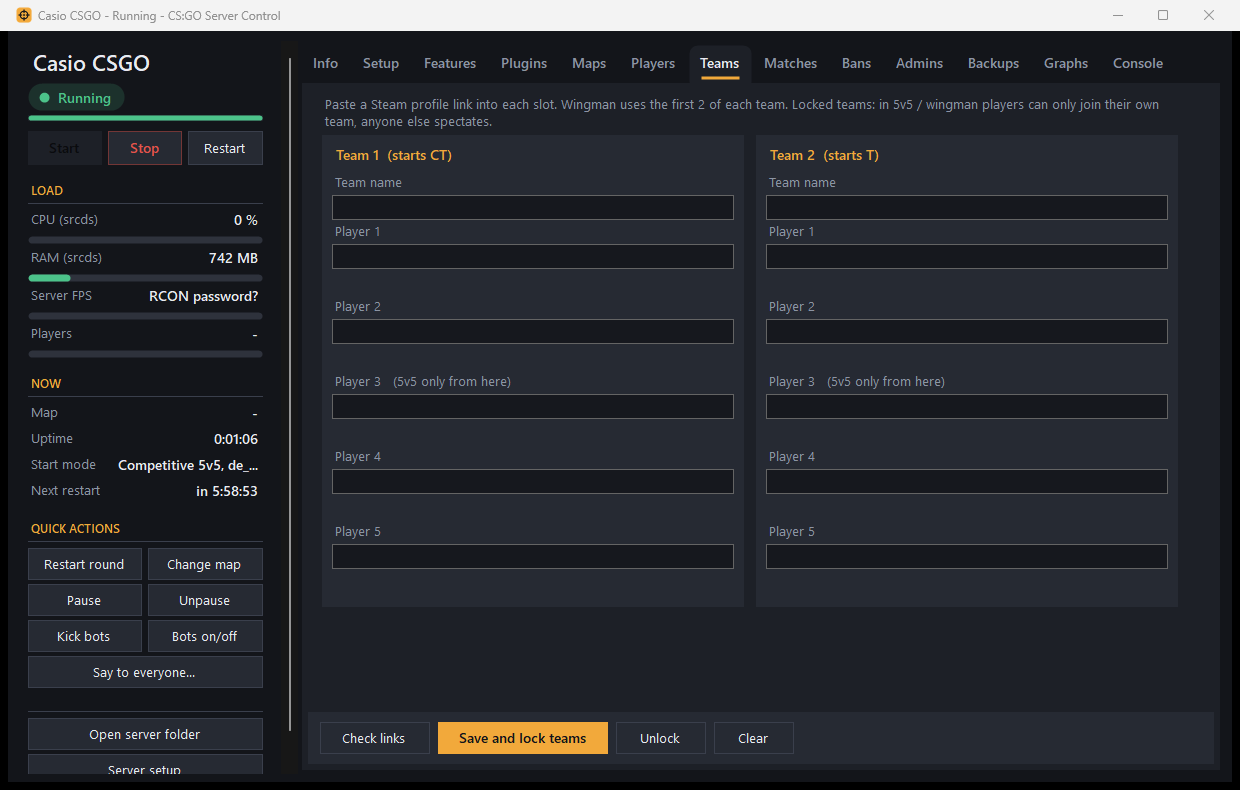 Casio CSGO - Running - CS:GO Server Control
Casio CSGO
Running
Start
Stop
Restart
LOAD
CPU (srcds)
0 %
RAM (srcds)
742 MB
Server FPS
RCON password?
Players
-
NOW
Map
-
Uptime
0:01:06
Start mode
Competitive 5v5, de_...
Next restart
in 5:58:53
QUICK ACTIONS
Restart round
Change map
Pause
Unpause
Kick bots
Bots on/off
Say to everyone...
Open server folder
Server setup
Info
Setup
Features
Plugins
Maps
Players
Teams
Matches
Bans
Admins
Backups
Graphs
Console
Paste a Steam profile link into each slot. Wingman uses the first 2 of each team. Locked teams: in 5v5 / wingman players can only join their own
team, anyone else spectates.
Team 1 (starts CT)
Team name
Player 1
Player 2
Player 3 (5v5 only from here)
Player 4
Player 5
Team 2 (starts T)
Team name
Player 1
Player 2
Player 3 (5v5 only from here)
Player 4
Player 5
Check links
Save and lock teams
Unlock
Clear